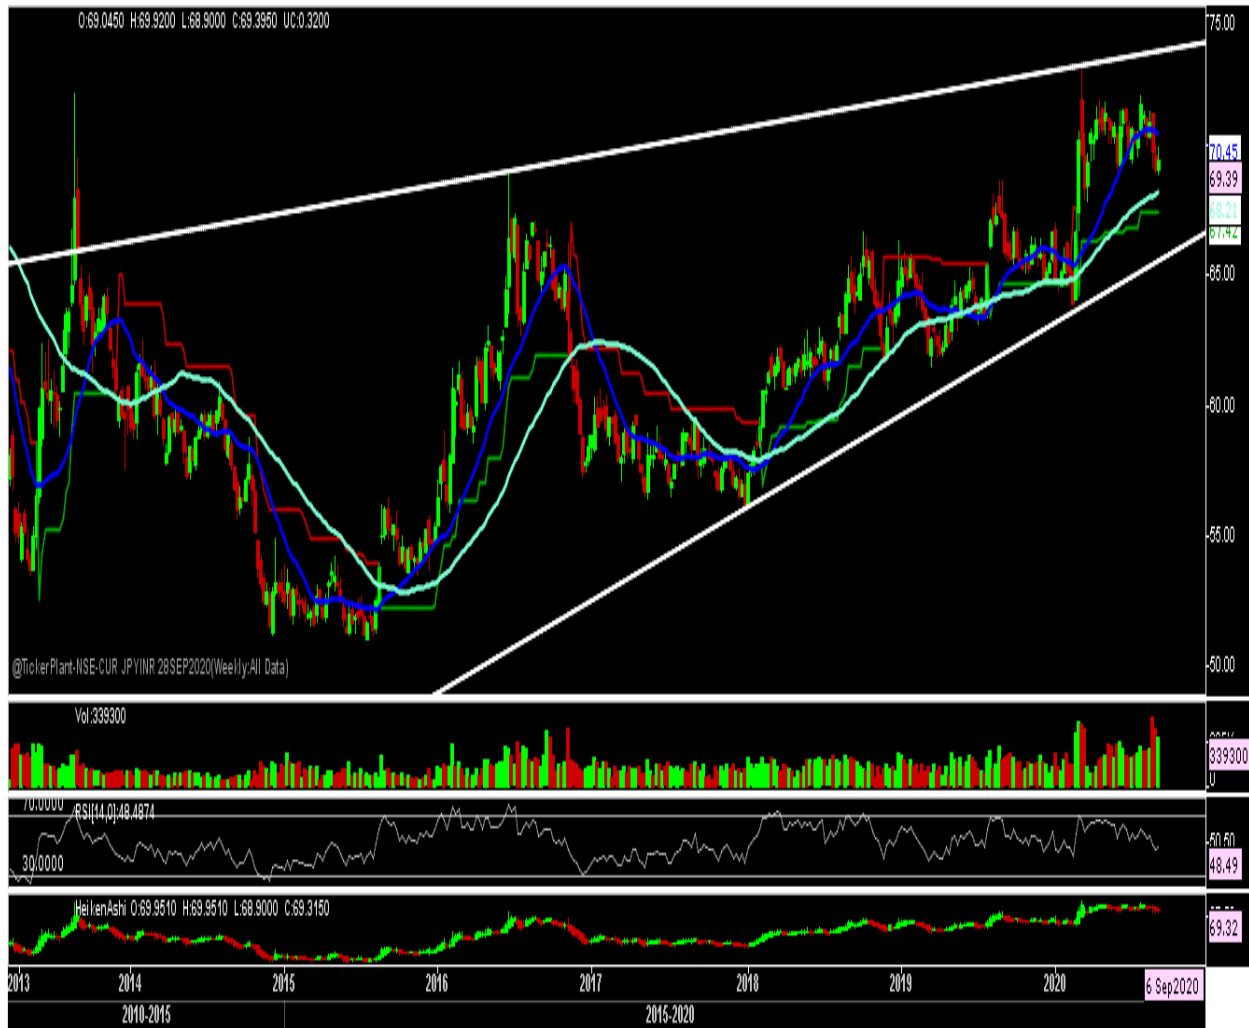 O:69.0450 H:69.9200 L:68.9000 C:69.3950 UC:0.3200
75.00
70.45
69.39
68.21
67.42
65.00
60.00
55.00
50.00
@TickerPlant-NSE-CUR JPYINR 28SEP2020(Weekly:All Data)
Vol:339300
339300
0
70.0000
RSI[14,0]:48.4874
50.50
30.0000
48.49
HeikenAshi O:69.9510 H:69.9510 L:68.9000 C:69.3150
69.32
2013 2014 2015 2016 2017 2018 2019 2020 6 Sep2020
2010-2015 2015-2020